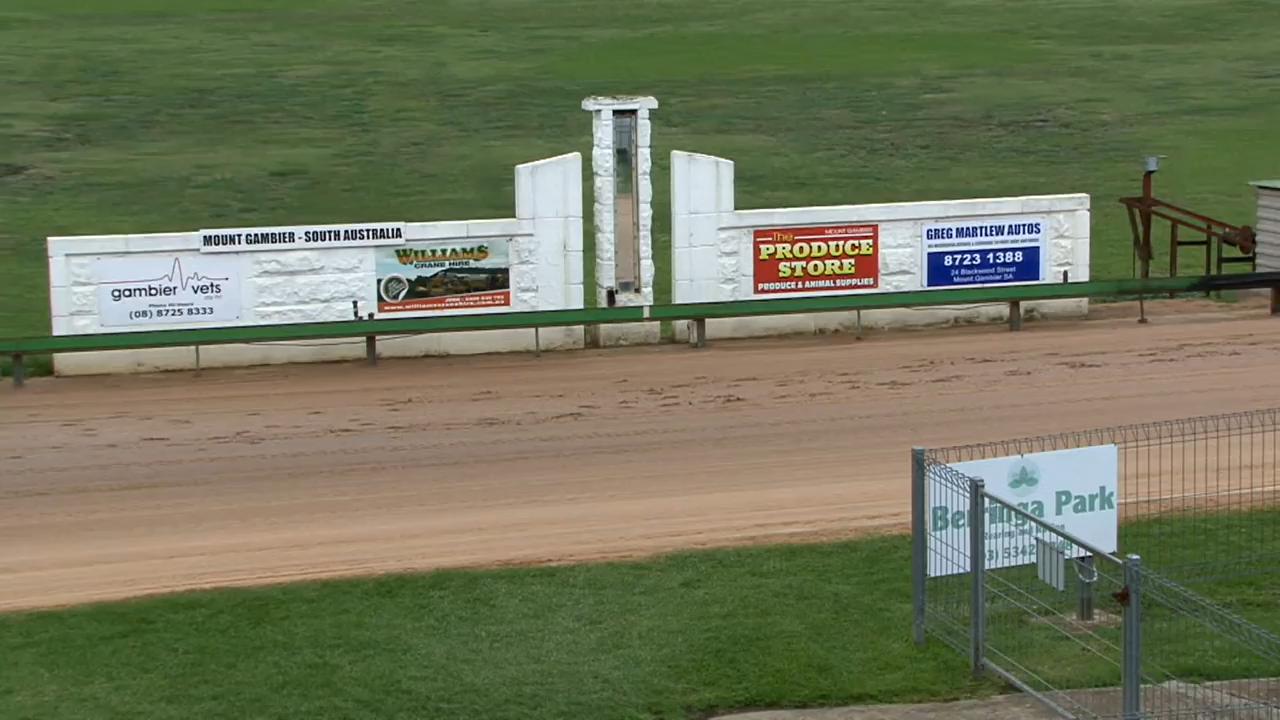 MOUNT GAMBIER - SOUTH AUSTRALIA
gambier vets
(08) 8725 8333
WILLIAMS
CRANE HIRE
The
MOUNT GAMBIER
PRODUCE
STORE
PRODUCE & ANIMAL SUPPLIES
GREG MARTLEW AUTOS
8723 1388
24 Blackwood Street
Mount Gambier SA
Berringa Park